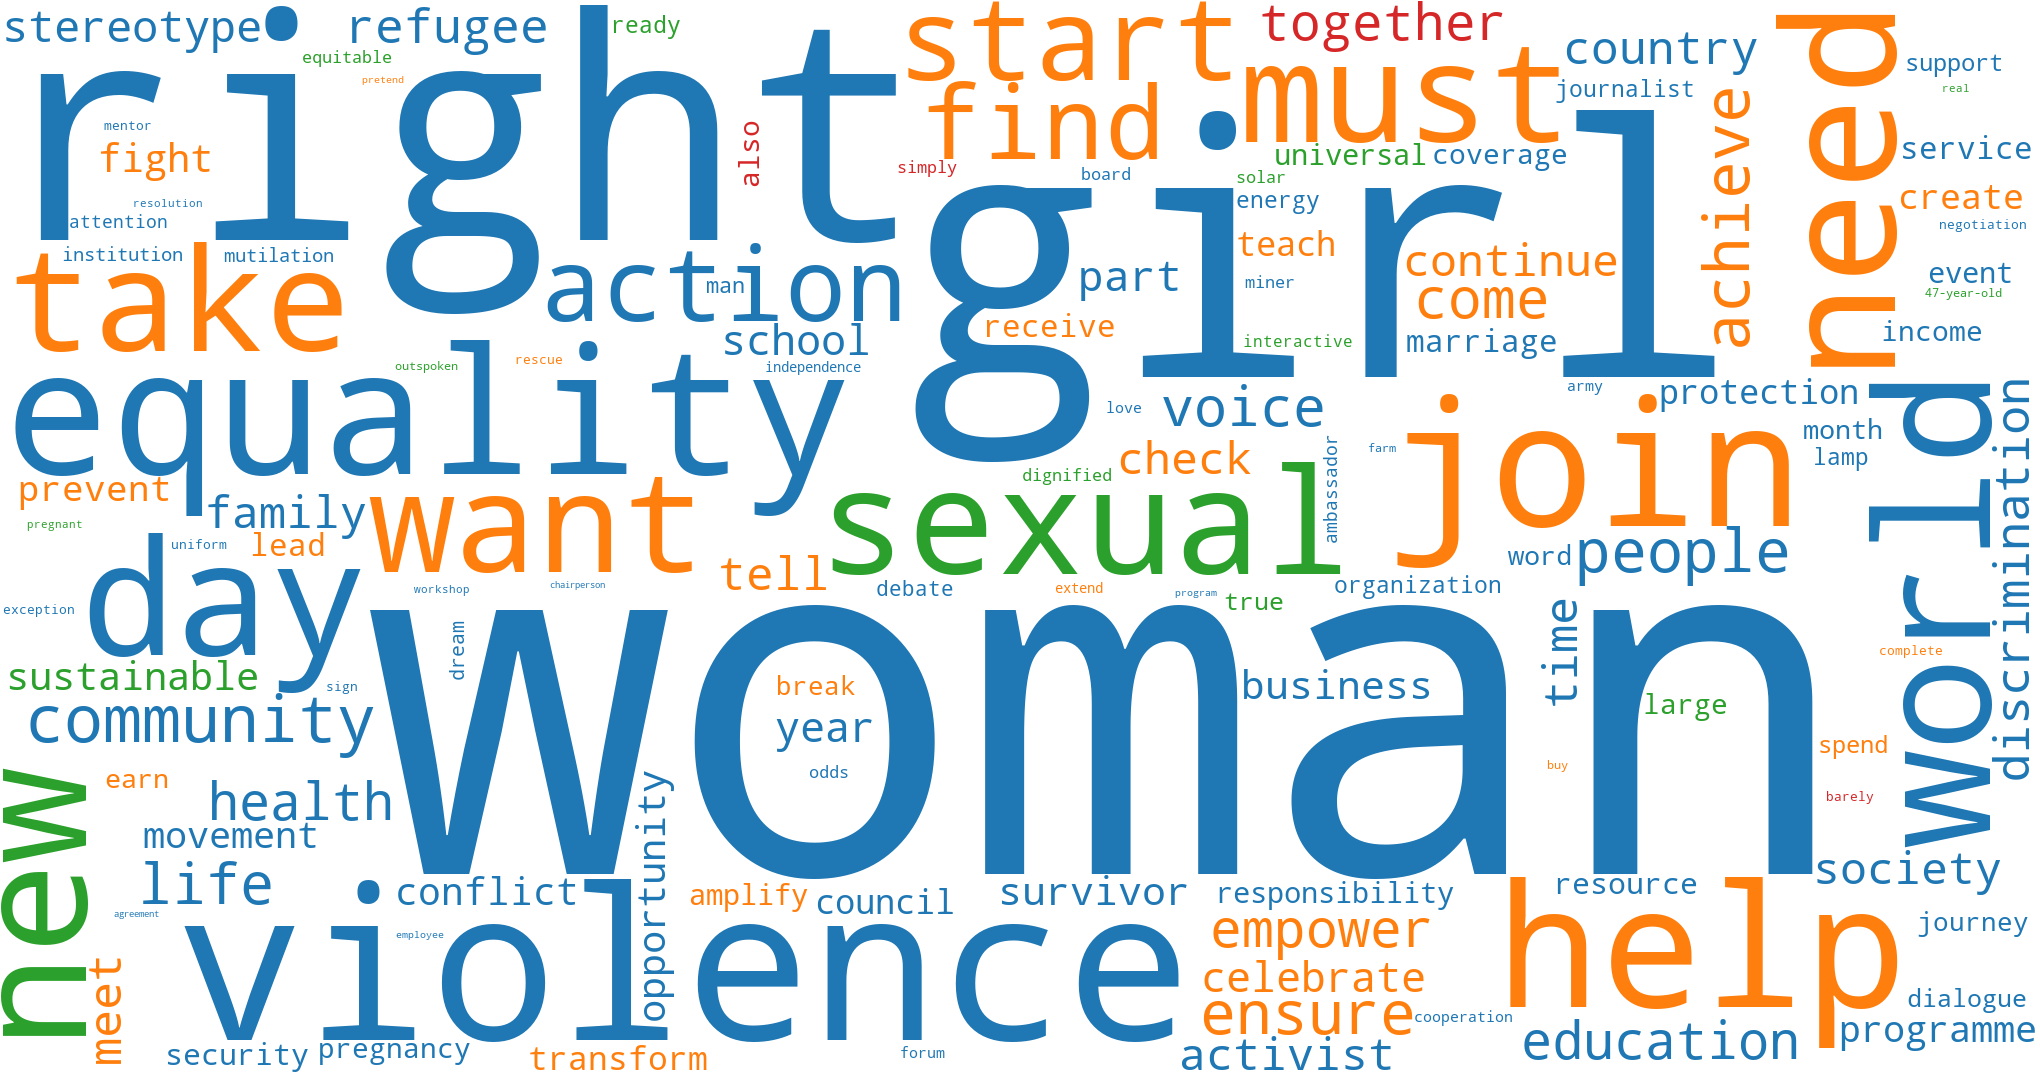 stereotype
refugee
ready
equitable
pretend
right
start
together
must
country
need
support
real
journalist
find
mentor
fight
also
simply
board
universal
coverage
solar
energy
achieve
service
create
negotiation
resolution
attention
institution
mutilation
take
action
man
girl
part
teach
miner
continue
come
event
47-year-old
school
receive
interactive
marriage
income
equality
outspoken
rescue
independence
love
voice
army
protection
world
discrimination
month
lamp
join
farm
check
dignified
ambassador
prevent
pregnant
family
want
sexual
uniform
lead
day
tell
debate
extend
program
true
organization
word
people
workshop
chairperson
exception
woman
dream
sustainable
sign
community
break
year
odds
business
time
large
complete
spend
buy
barely
new
earn
health
movement
opportunity
life
conflict
agreement
employee
violence
amplify
council
survivor
responsibility
empower
resource
society
help
journey
celebrate
ensure
cooperation
dialogue
programme
meet
security
pregnancy
transform
forum
activist
education